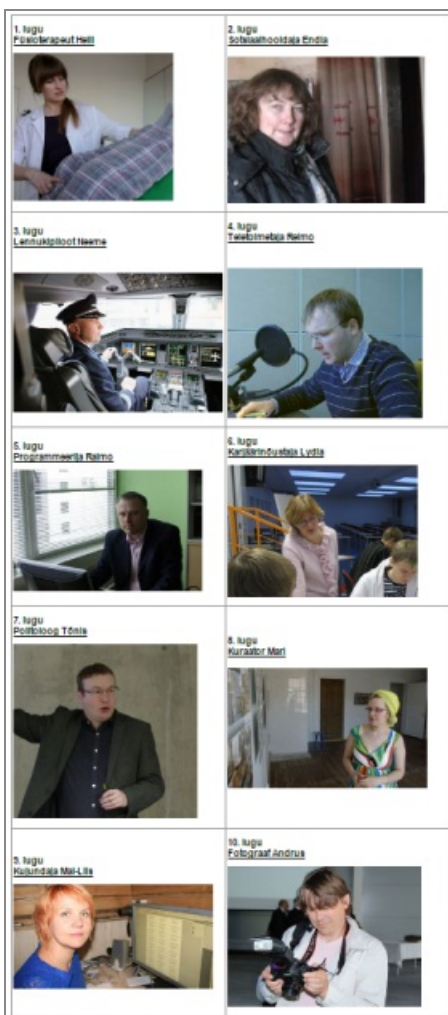 1. lugu
Füsioterapeut Helli
2. lugu
Sotsiaalhooldaja Endla
3. lugu
Lennukipiloot Neeme
4. lugu
Teletoimetaja Reimo
5. lugu
Programmeerija Raimo
6. lugu
Karjäärinõustaja Lydia
7. lugu
Politoloog Tõnis
8. lugu
Kuraator Mari
9. lugu
Kujundaja Mai-Liis
10. lugu
Fotograaf Andrus